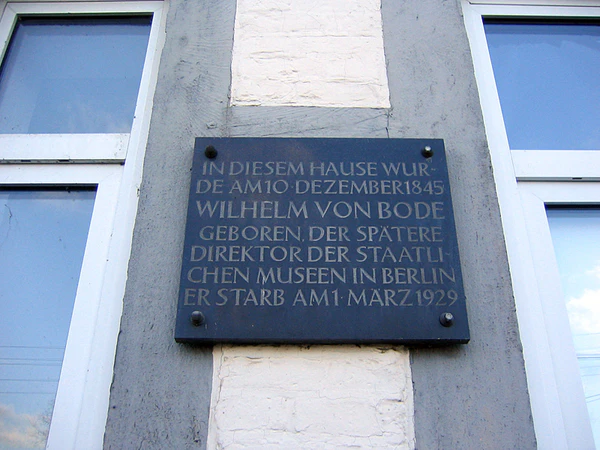 IN DIESEM HAUSE WUR-
DE AM 10·DEZEMBER 1845
WILHELM VON BODE
GEBOREN, DER SPÄTERE
DIREKTOR DER STAATLI-
CHEN MUSEEN IN BERLIN
ER STARB AM 1·MÄRZ 1929